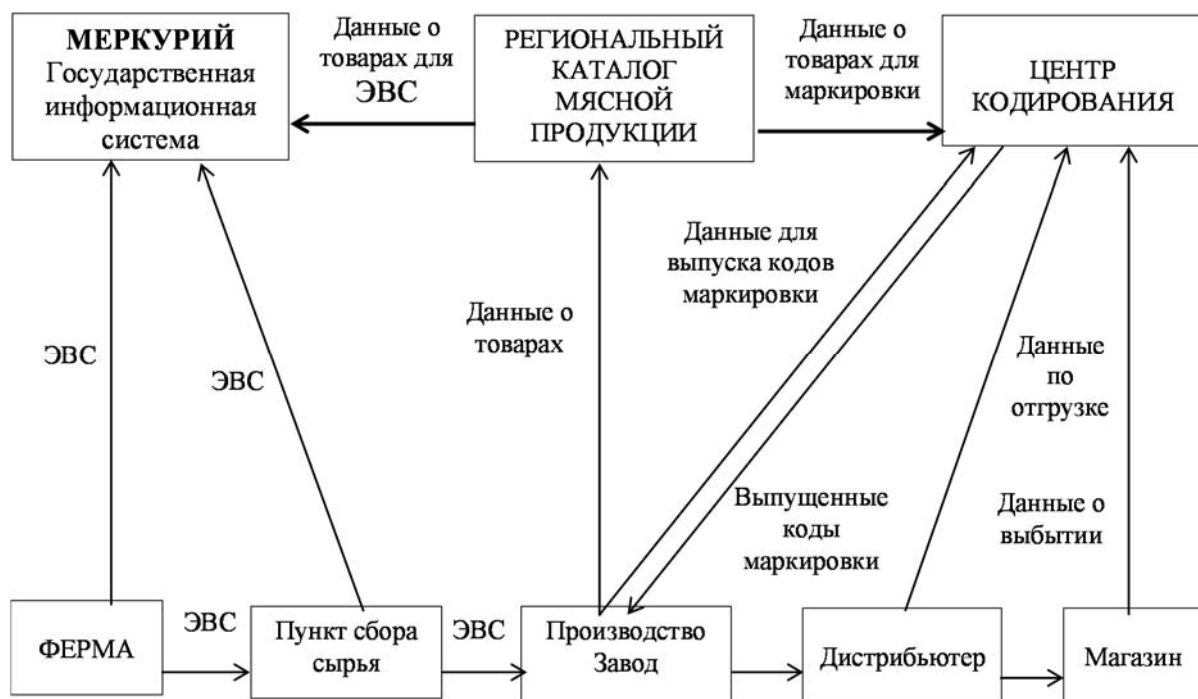 МЕРКУРИЙ
Государственная
информационная
система
Данные о
товарах для
ЭВС
РЕГИОНАЛЬНЫЙ
КАТАЛОГ
МЯСНОЙ
ПРОДУКЦИИ
Данные о
товарах для
маркировки
ЦЕНТР
КОДИРОВАНИЯ
ЭВС
ЭВС
Данные о
товарах
Данные для
выпуска кодов
маркировки
Данные
по
отгрузке
Выпущенные
коды
маркировки
Данные о
выбытии
ФЕРМА
ЭВС
Пункт сбора
сырья
ЭВС
Производство
Завод
Дистрибьютер
Магазин